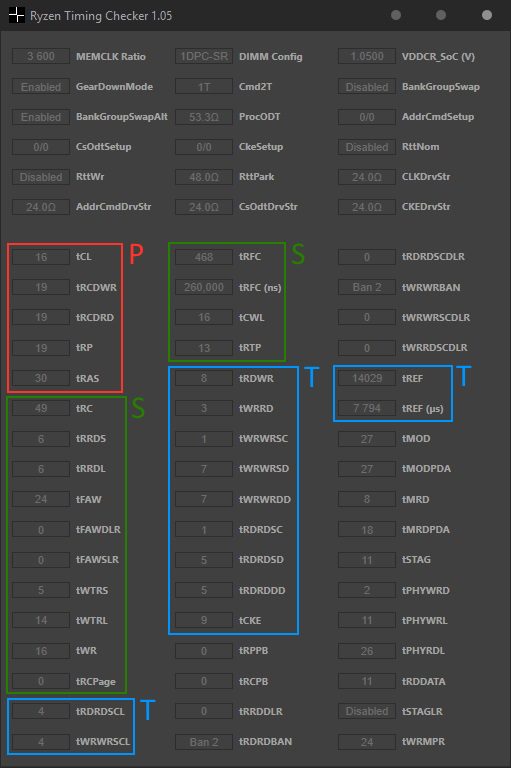 Ryzen Timing Checker 1.05
3 600 MEMCLK Ratio 1DPC-SR DIMM Config 1.0500 VDDCR_SoC (V)
Enabled GearDownMode 1T Cmd2T Disabled BankGroupSwap
Enabled BankGroupSwapAlt 53.3Ω ProcODT 0/0 AddrCmdSetup
0/0 CsOdtSetup 0/0 CkeSetup Disabled RttNom
Disabled RttWr 48.0Ω RttPark 24.0Ω CLKDrvStr
24.0Ω AddrCmdDrvStr 24.0Ω CsOdtDrvStr 24.0Ω CKEDrvStr
16 tCL P 468 tRFC S 0 tRDRDSCDLR
19 tRCDWR 260,000 tRFC (ns) Ban 2 tWRWRBAN
19 tRCDRD 16 tCWL 0 tWRWRSCDLR
19 tRP 13 tRTP 0 tWRRDSCDLR
30 tRAS 8 tRDWR T 14029 tREF T
49 tRC S 3 tWRRD 7 794 tREF (µs)
6 tRRDS 1 tWRWRSC 27 tMOD
6 tRRDL 7 tWRWRSD 27 tMODPDA
24 tFAW 7 tWRWRDD 8 tMRD
0 tFAWDLR 1 tRDRDSC 18 tMRDPDA
0 tFAWSLR 5 tRDRDSD 11 tSTAG
5 tWTRS 5 tRDRDDD 2 tPHYWRD
14 tWTRL 9 tCKE 11 tPHYWRL
16 tWR 0 tRPPB 26 tPHYRDL
0 tRCPage 0 tRCPB 11 tRDDATA
4 tRDRDSCL T 0 tRRDDLR Disabled tSTAGLR
4 tWRWRSCL Ban 2 tRDRDBAN 24 tWRMPR